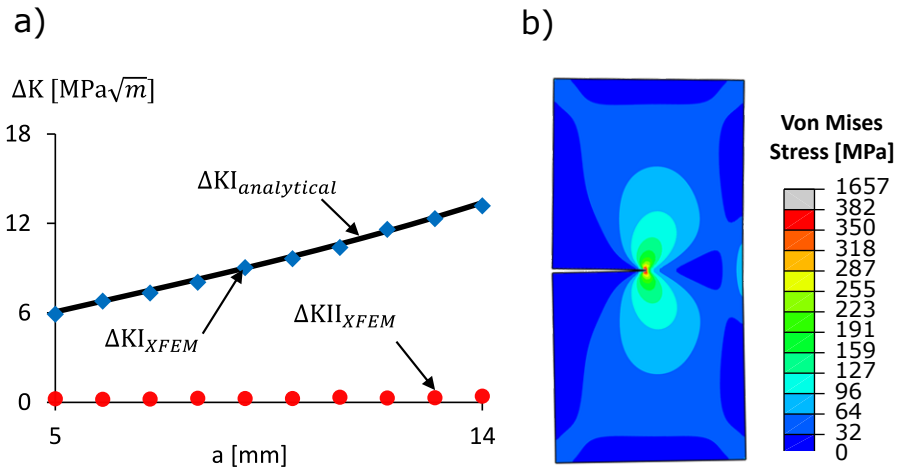 a)
ΔK [MPa√m]
18
12
6
0
5
14
a [mm]
ΔKI_analytical
ΔKI_XFEM
ΔKII_XFEM
b)
Von Mises
Stress [MPa]
1657
382
350
318
287
255
223
191
159
127
96
64
32
0